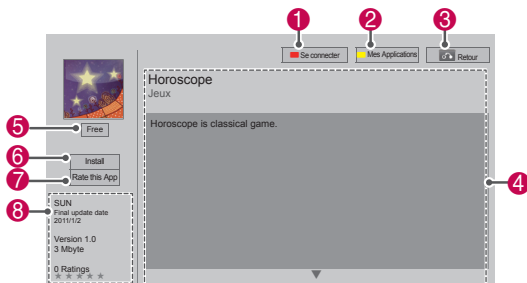 1 2 3
Se connecter Mes Applications Retour
Horoscope
Jeux
Horoscope is classical game.
4
5 Free
6 Install
7 Rate this App
8 SUN
Final update date
2011/1/2
Version 1.0
3 Mbyte
0 Ratings